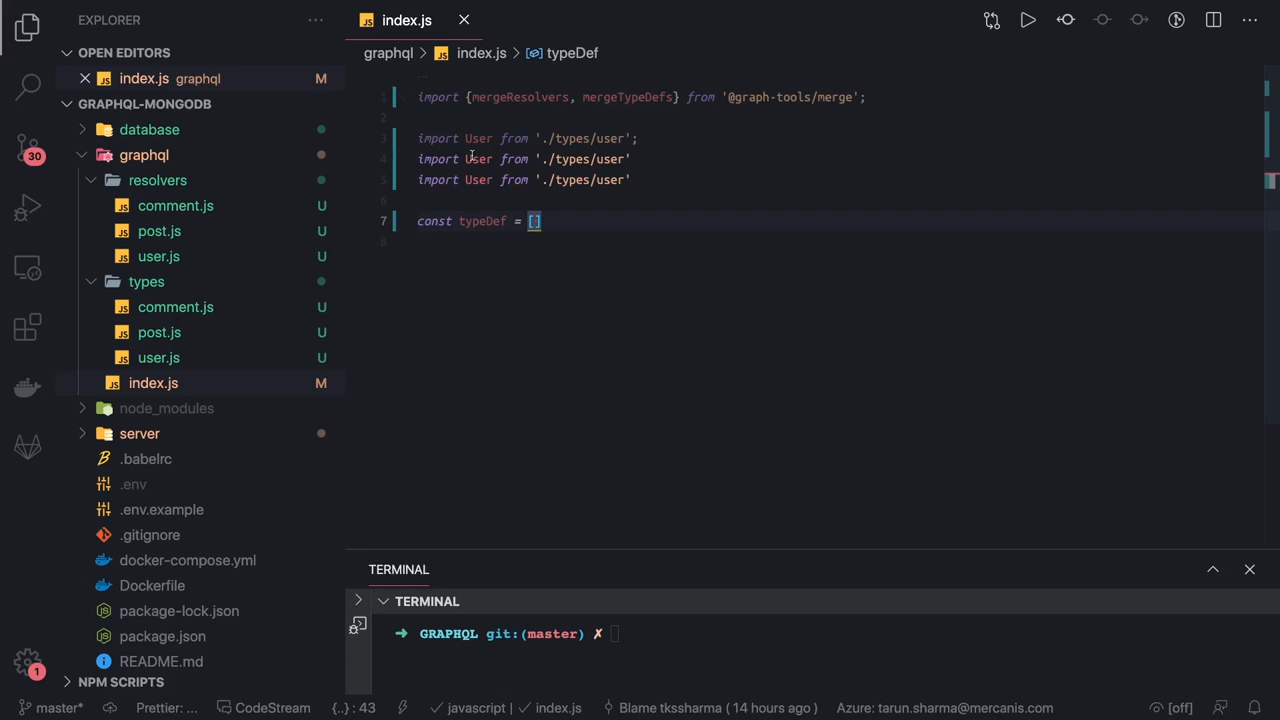 EXPLORER
index.js
OPEN EDITORS
index.js graphql M
GRAPHQL-MONGODB
database
graphql
resolvers
comment.js U
post.js U
user.js U
types
comment.js U
post.js U
user.js U
index.js M
node_modules
server
.babelrc
.env
.env.example
.gitignore
docker-compose.yml
Dockerfile
package-lock.json
package.json
README.md
NPM SCRIPTS
30
1
graphql > index.js > typeDef
1 import {mergeResolvers, mergeTypeDefs} from '@graph-tools/merge';
2
3 import User from './types/user';
4 import User from './types/user'
5 import User from './types/user'
6
7 const typeDef = []
8
TERMINAL
TERMINAL
➜ GRAPHQL git:(master) ✗
master* Prettier: ... CodeStream {..} : 43 javascript | index.js Blame tkssharma ( 14 hours ago ) Azure: tarun.sharma@mercanis.com [off]